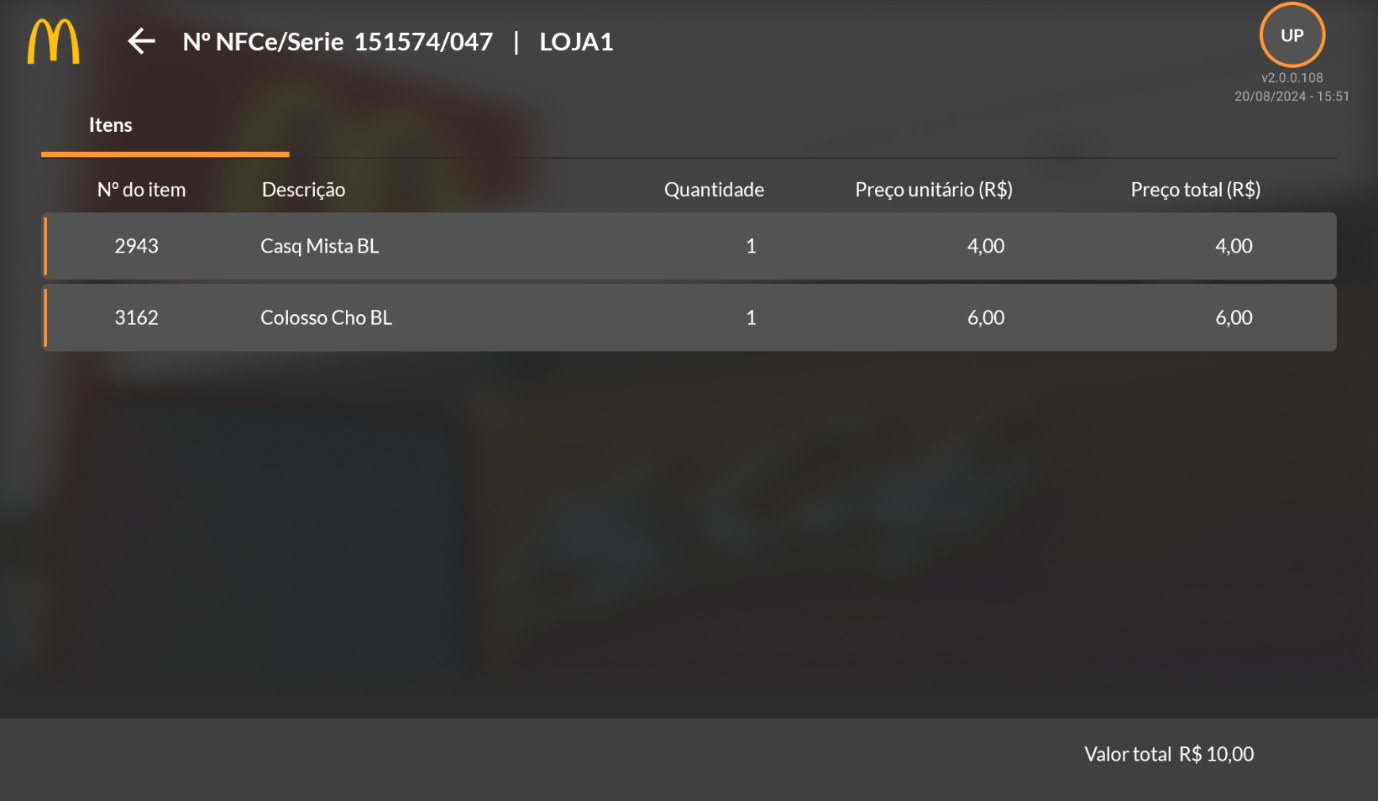 Nº NFCe/Serie 151574/047 | LOJA1
UP
v2.0.0.108
20/08/2024 - 15:51
Itens
Nº do item Descrição Quantidade Preço unitário (R$) Preço total (R$)
2943 Casq Mista BL 1 4,00 4,00
3162 Colosso Cho BL 1 6,00 6,00
Valor total R$ 10,00